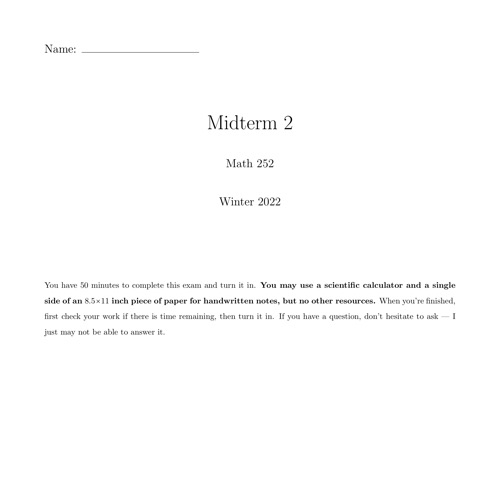 Name:
Midterm 2
Math 252
Winter 2022
You have 50 minutes to complete this exam and turn it in. You may use a scientific calculator and a single
side of an 8.5×11 inch piece of paper for handwritten notes, but no other resources. When you're finished,
first check your work if there is time remaining, then turn it in. If you have a question, don't hesitate to ask — I
just may not be able to answer it.